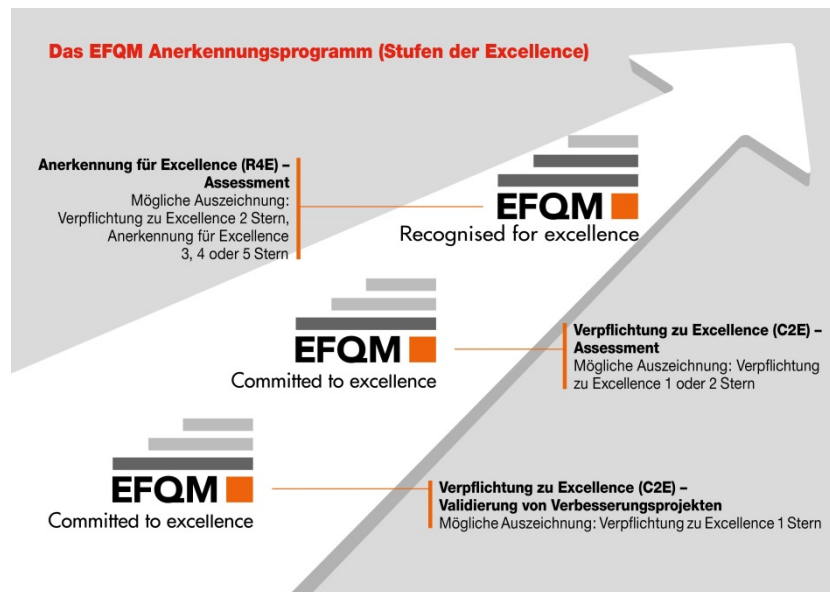 Das EFQM Anerkennungsprogramm (Stufen der Excellence)
Anerkennung für Excellence (R4E) –
Assessment
Mögliche Auszeichnung:
Verpflichtung zu Excellence 2 Stern,
Anerkennung für Excellence
3, 4 oder 5 Stern
EFQM
Recognised for excellence
EFQM
Committed to excellence
Verpflichtung zu Excellence (C2E) –
Assessment
Mögliche Auszeichnung: Verpflichtung
zu Excellence 1 oder 2 Stern
EFQM
Committed to excellence
Verpflichtung zu Excellence (C2E) –
Validierung von Verbesserungsprojekten
Mögliche Auszeichnung: Verpflichtung zu Excellence 1 Stern